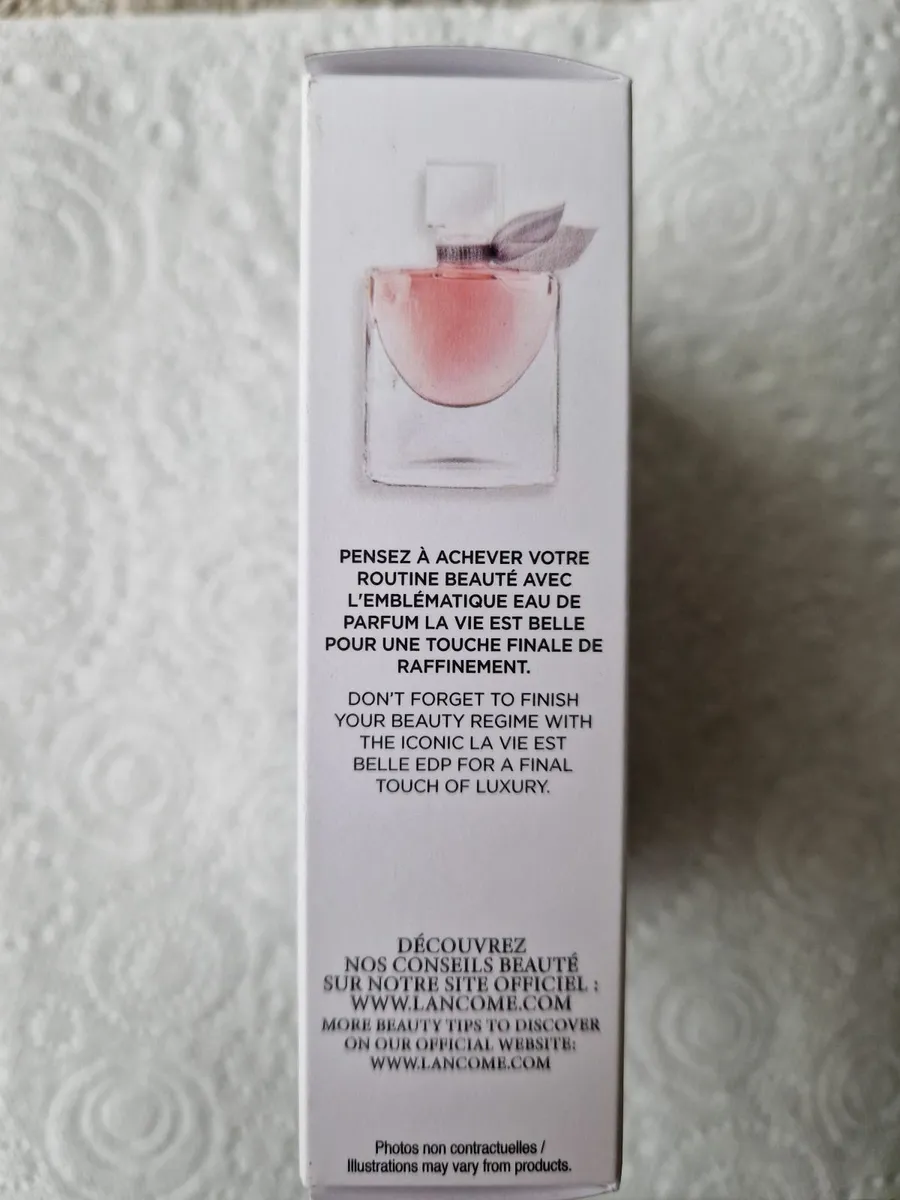 PENSEZ À ACHEVER VOTRE
ROUTINE BEAUTÉ AVEC
L'EMBLÉMATIQUE EAU DE
PARFUM LA VIE EST BELLE
POUR UNE TOUCHE FINALE DE
RAFFINEMENT.
DON'T FORGET TO FINISH
YOUR BEAUTY REGIME WITH
THE ICONIC LA VIE EST
BELLE EDP FOR A FINAL
TOUCH OF LUXURY.
DÉCOUVREZ
NOS CONSEILS BEAUTÉ
SUR NOTRE SITE OFFICIEL :
WWW.LANCOME.COM
MORE BEAUTY TIPS TO DISCOVER
ON OUR OFFICIAL WEBSITE:
WWW.LANCOME.COM
Photos non contractuelles /
Illustrations may vary from products.